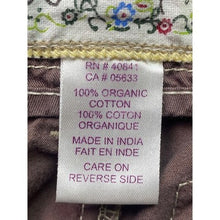 RN # 40641
CA # 05633
100% ORGANIC
COTTON
100% COTON
ORGANIQUE
MADE IN INDIA
FAIT EN INDE
CARE ON
REVERSE SIDE